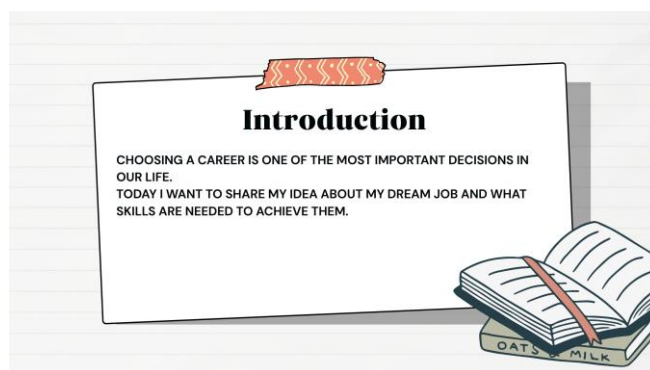 Introduction
CHOOSING A CAREER IS ONE OF THE MOST IMPORTANT DECISIONS IN
OUR LIFE.
TODAY I WANT TO SHARE MY IDEA ABOUT MY DREAM JOB AND WHAT
SKILLS ARE NEEDED TO ACHIEVE THEM.
OATS & MILK